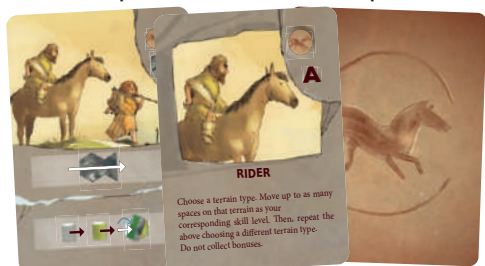 A
RIDER
Choose a terrain type. Move up to as many
spaces on that terrain as your
corresponding skill level. Then, repeat the
above choosing a different terrain type.
Do not collect bonuses.